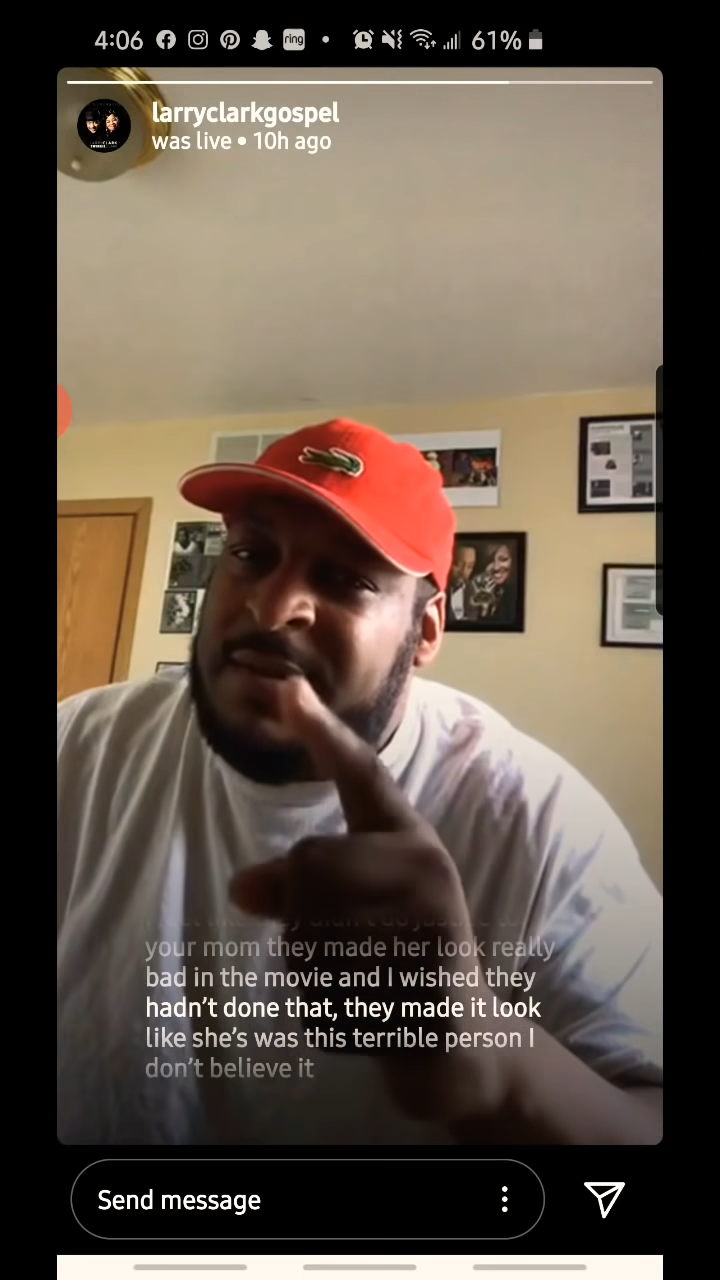 4:06
ring
61%
larryclarkgospel
was live • 10h ago
your mom they made her look really
bad in the movie and I wished they
hadn't done that, they made it look
like she's was this terrible person I
don't believe it
Send message